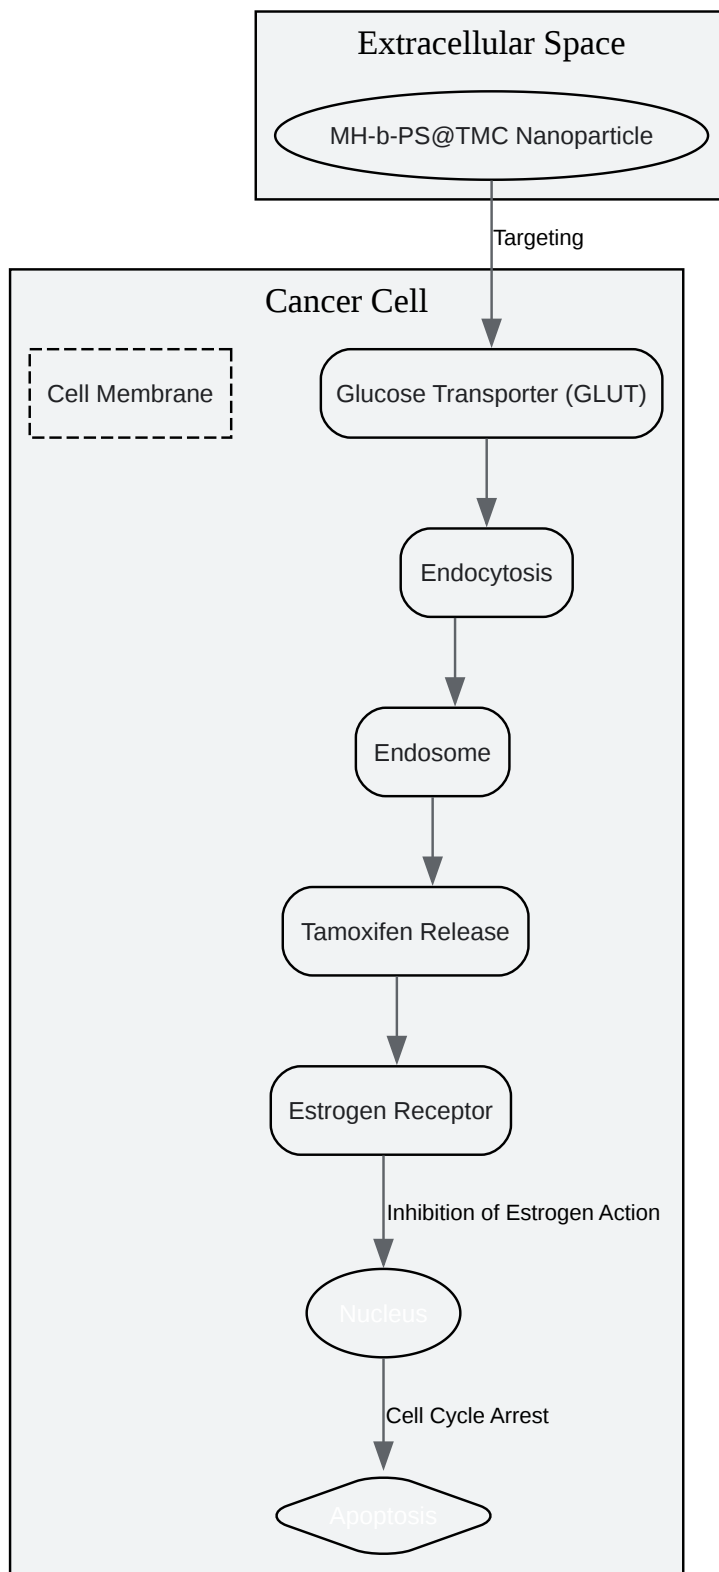 Extracellular Space
MH-b-PS@TMC Nanoparticle
Targeting
Cancer Cell
Cell Membrane
Glucose Transporter (GLUT)
Endocytosis
Endosome
Tamoxifen Release
Estrogen Receptor
Inhibition of Estrogen Action
Nucleus
Cell Cycle Arrest
Apoptosis